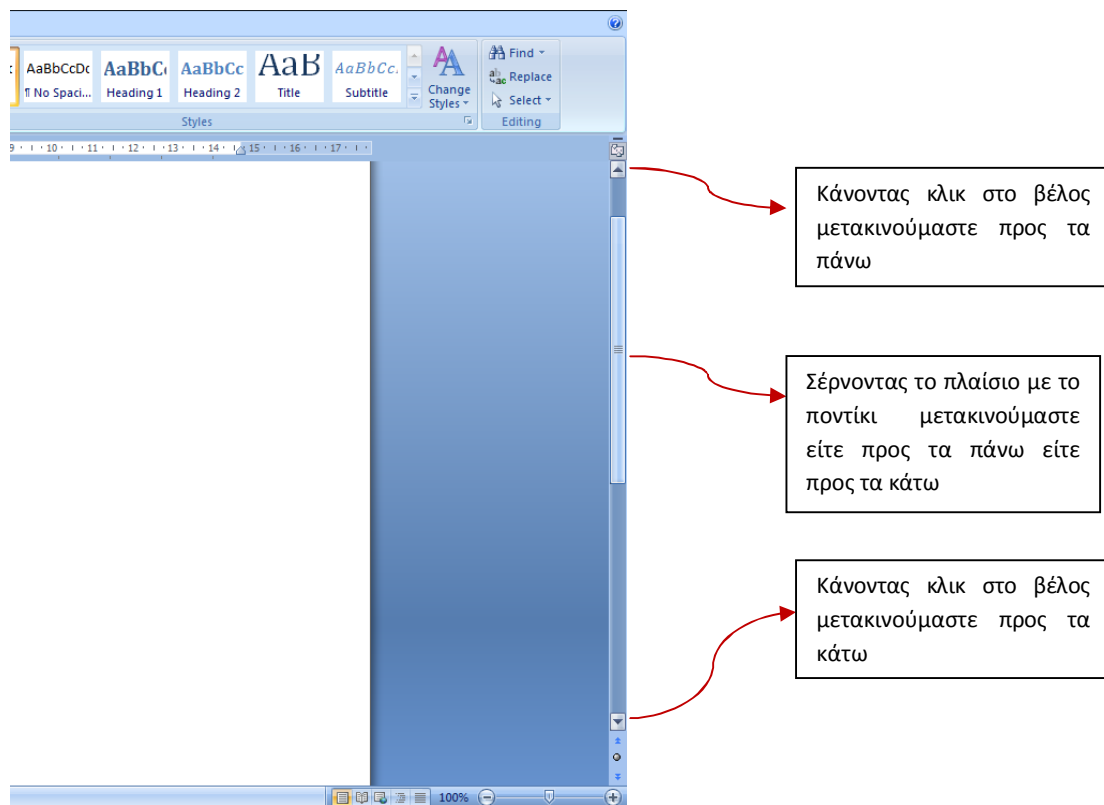 Find
AaBbCcDc AaBbC AaBbCc AaB AaBbCc.
Replace
¶ No Spaci... Heading 1 Heading 2 Title Subtitle
Change
Styles
Select
Styles
Editing
9 10 11 12 13 14 15 16 17
Κάνοντας κλικ στο βέλος
μετακινούμαστε προς τα
πάνω
Σέρνοντας το πλαίσιο με το
ποντίκι μετακινούμαστε
είτε προς τα πάνω είτε
προς τα κάτω
Κάνοντας κλικ στο βέλος
μετακινούμαστε προς τα
κάτω
100%